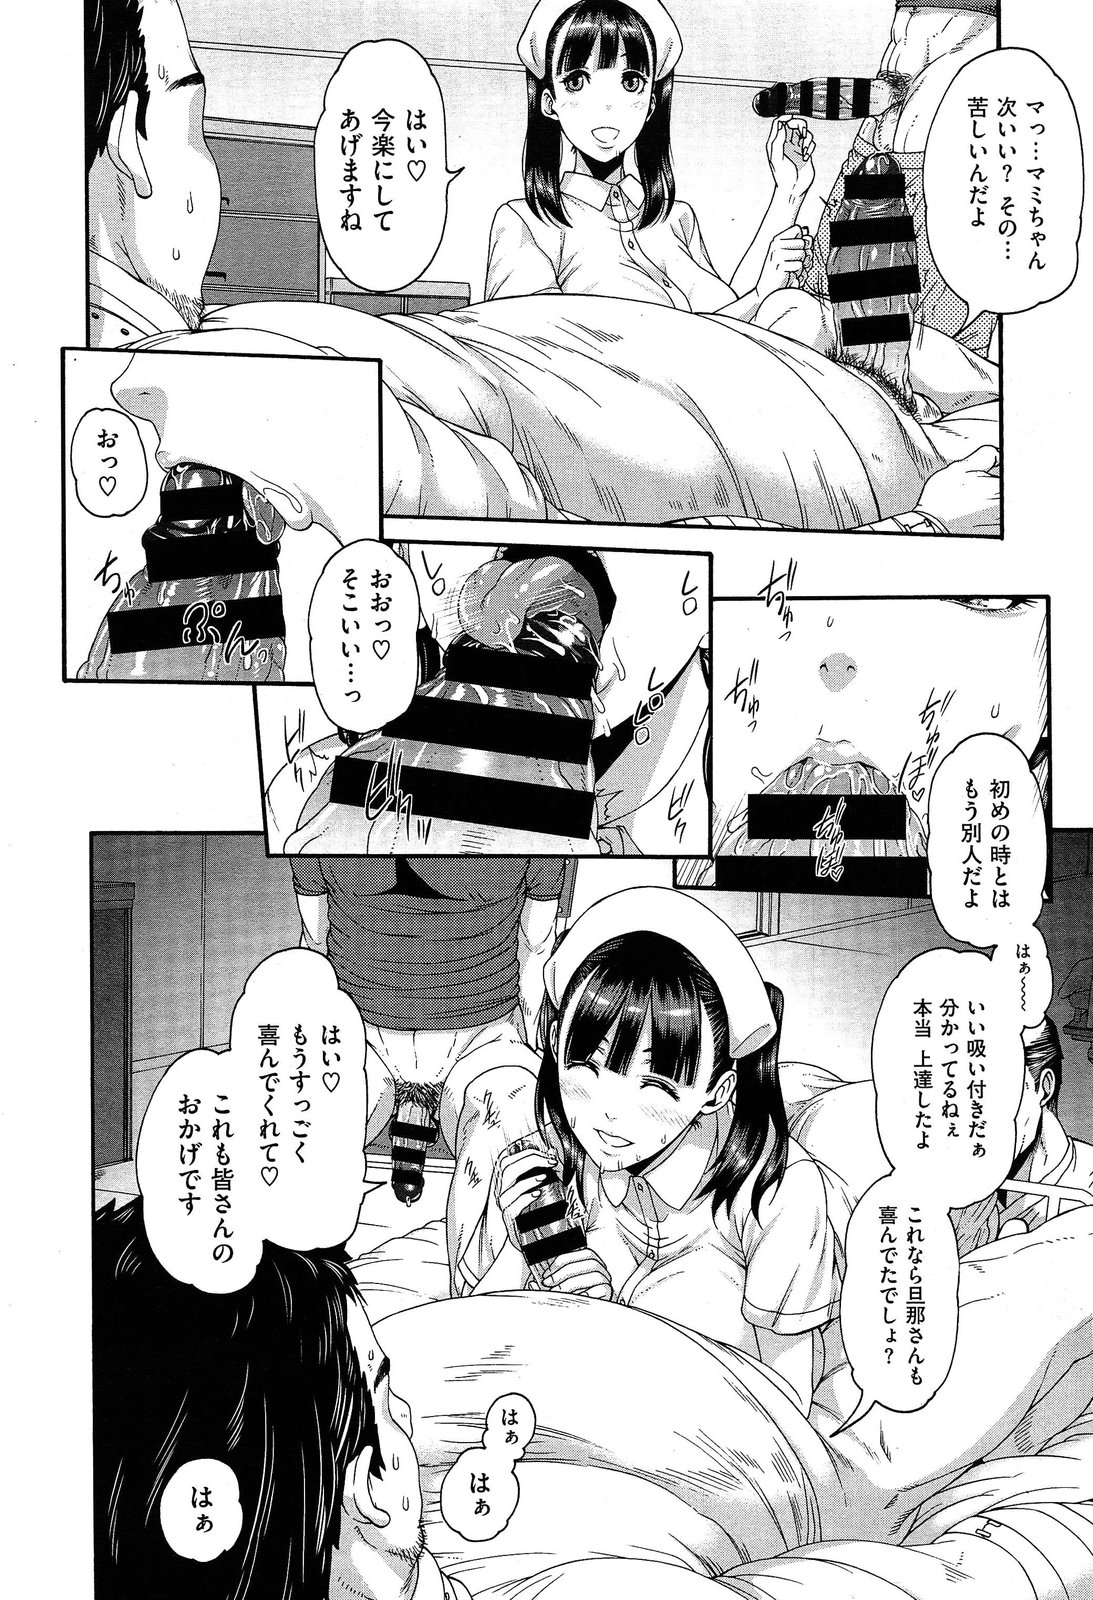 マっ…マミちゃん
次いい？その…
苦しいんだよ
はい♡
今楽にして
あげますね
ぢゅっ
ぢゅっ
ぢゅ
ぢゅぽっ
おおっ♡
そこいい…っ
おっ♡
ちゅ
ぷんっ
初めの時とは
もう別人だよ
はぁ〜〜〜
いい吸い付きだぁ
分かってるねぇ
本当 上達したよ
これなら旦那さんも
喜んでたでしょ？
はい♡
もうすっごく
喜んでくれて♡
これも皆さんの
おかげです
はぁ
はぁ
はぁ